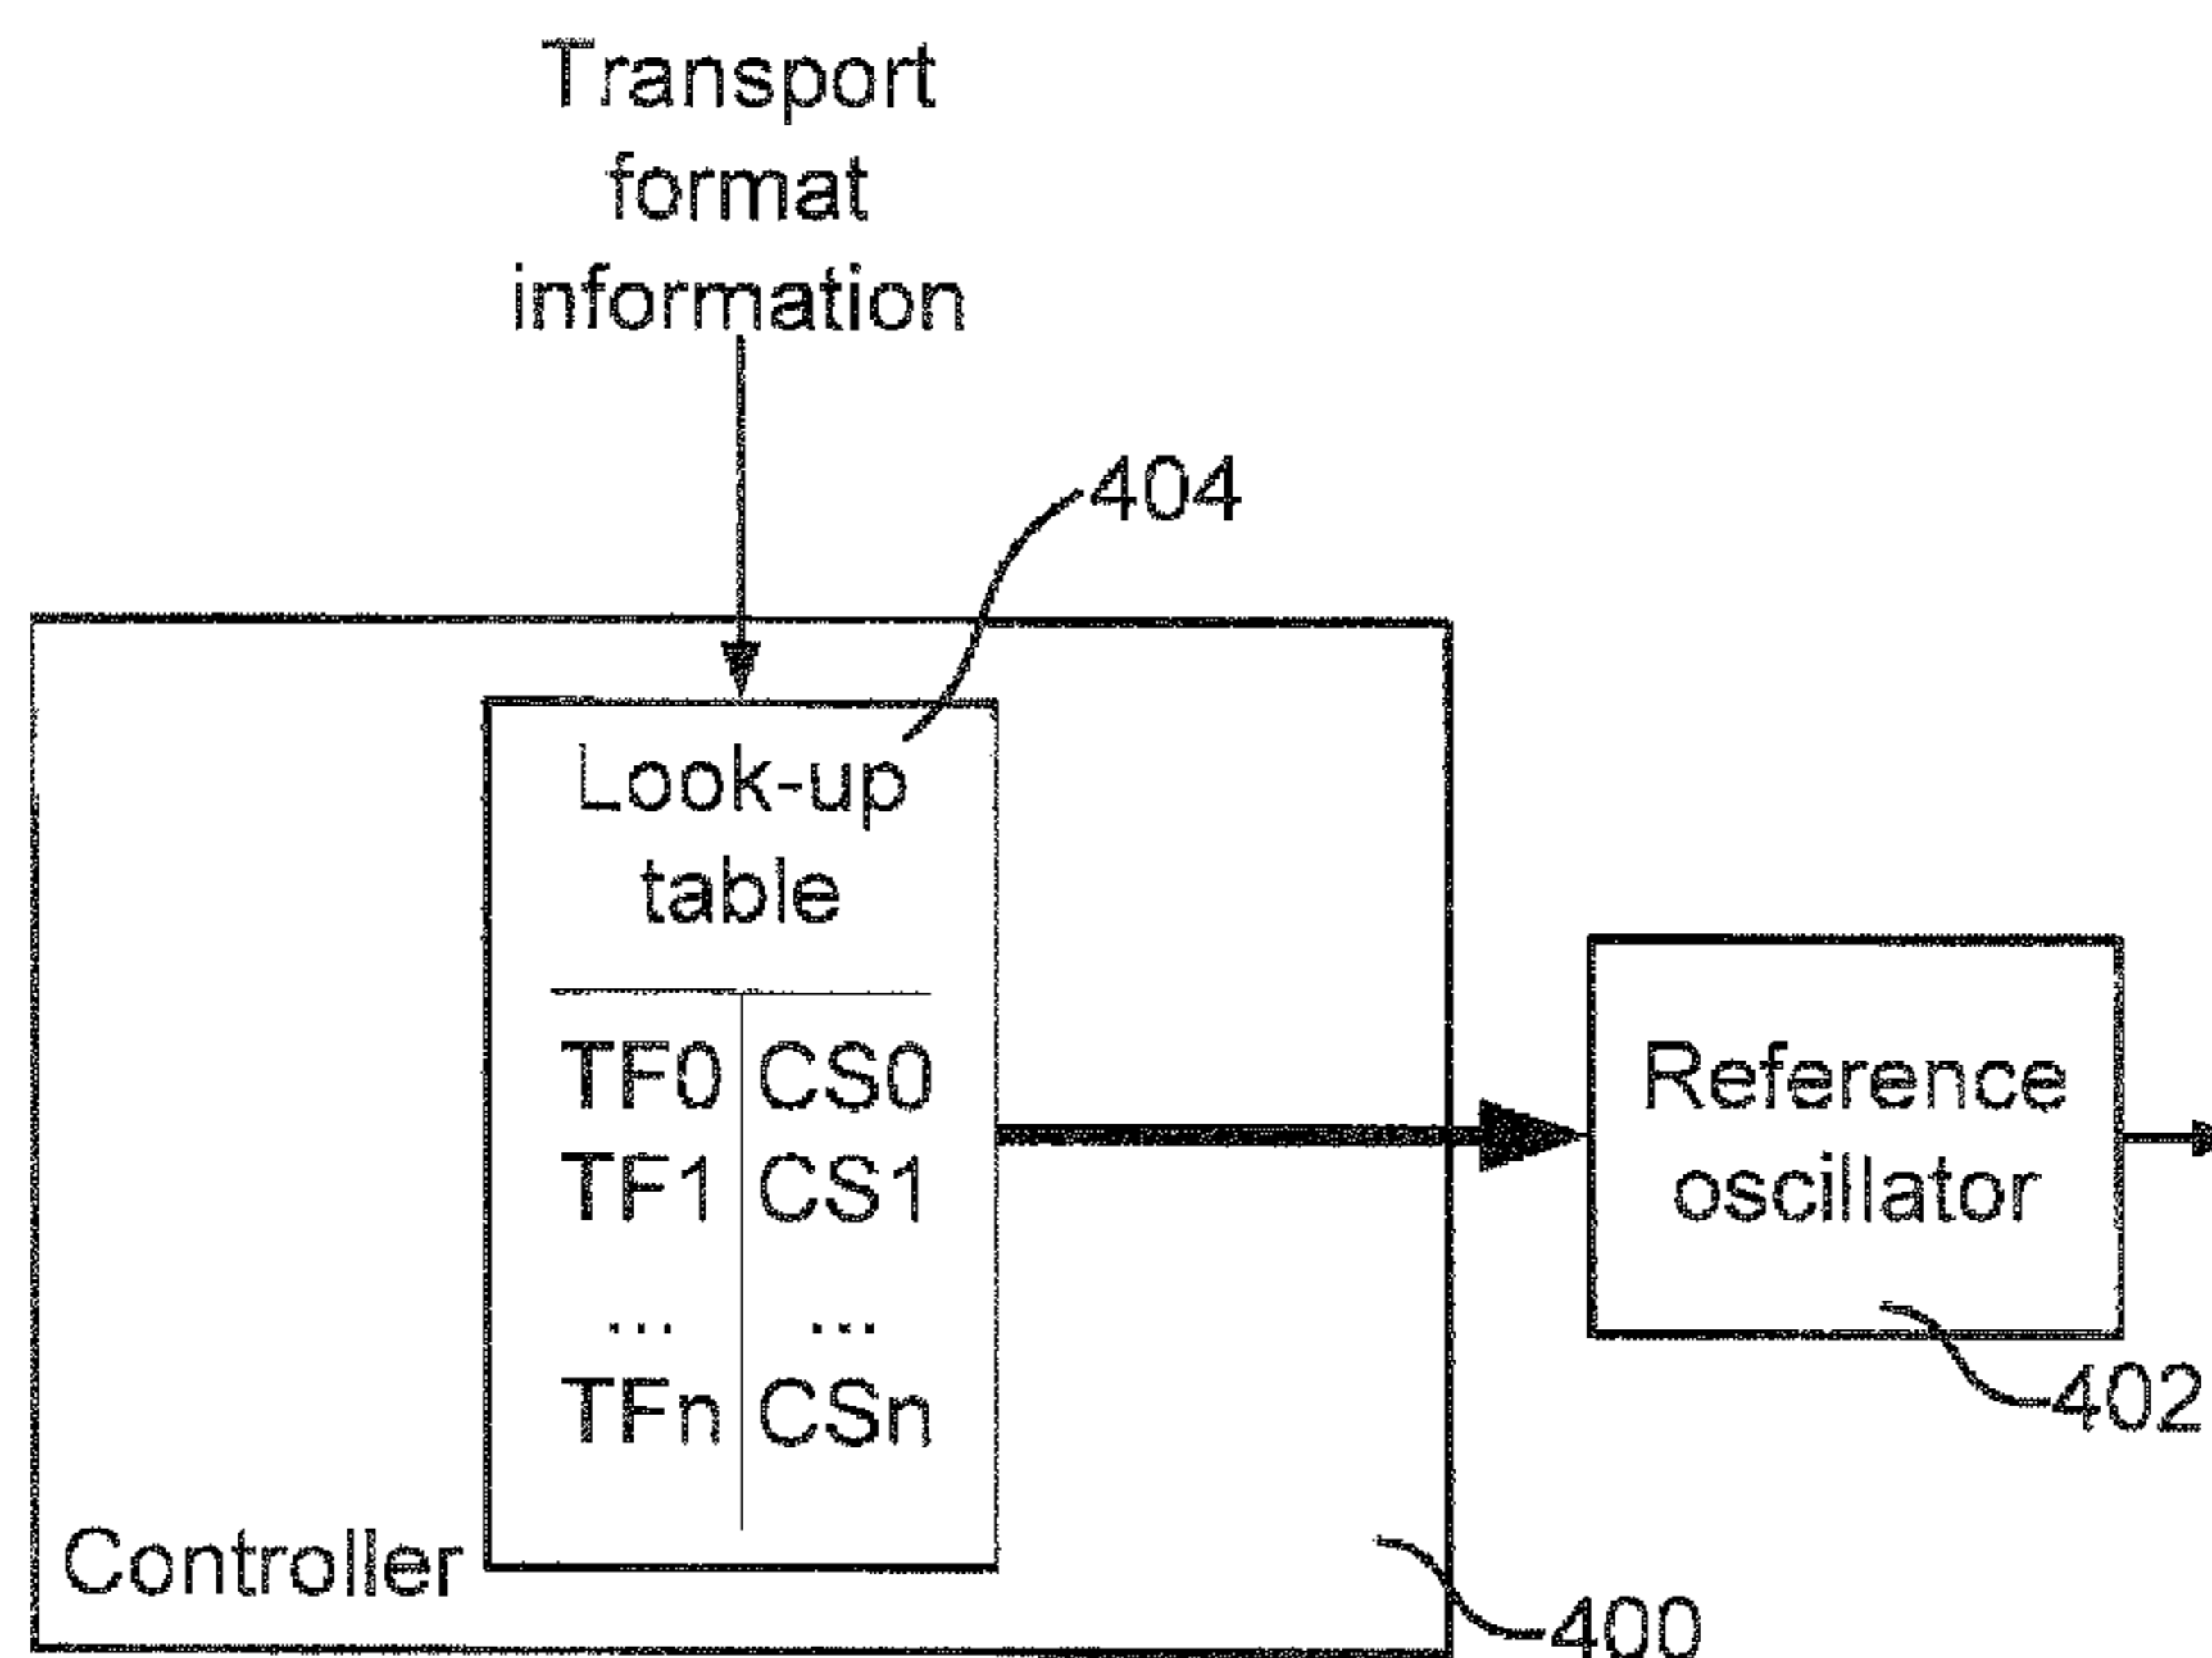 Transport
format
information
404
Look-up
table
TF0 CS0
TF1 CS1
... ...
TFn CSn
Reference
oscillator
402
Controller
400